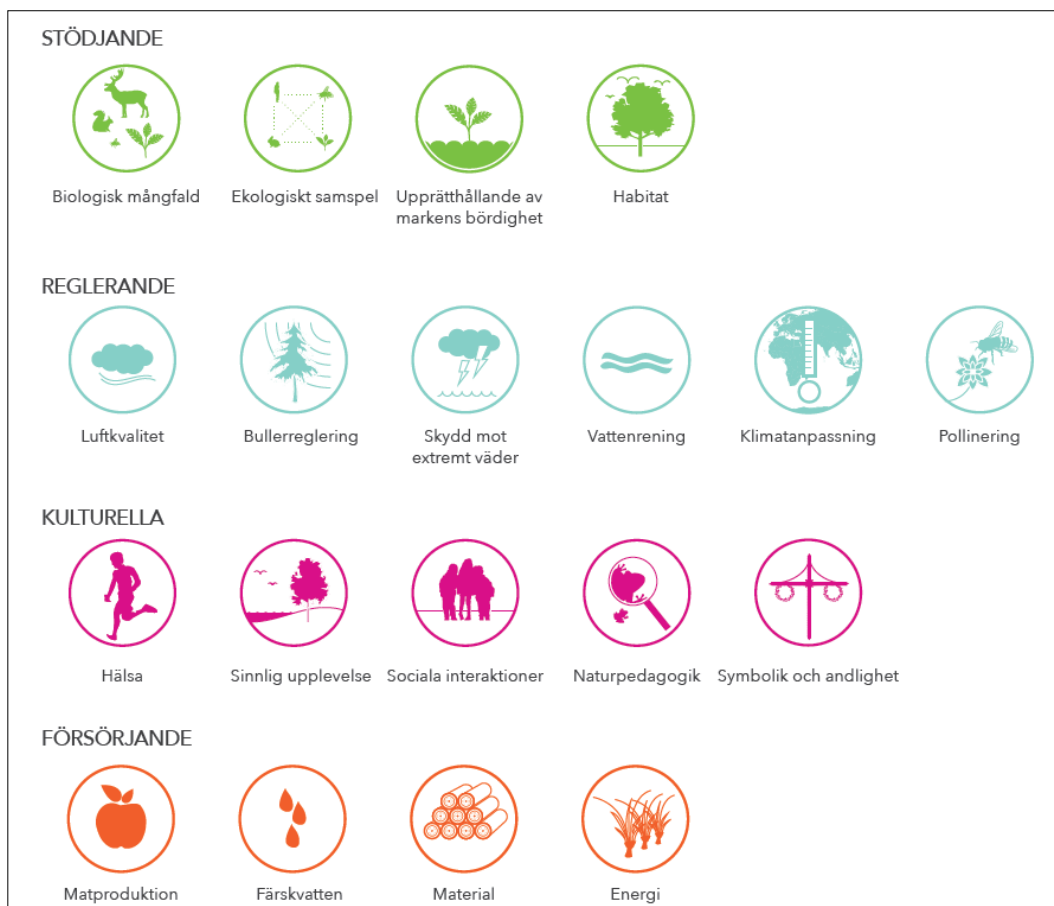 STÖDJANDE
Biologisk mångfald
Ekologiskt samspel
Upprätthållande av
markens bördighet
Habitat
REGLERANDE
Luftkvalitet
Bullerreglering
Skydd mot
extremt väder
Vattenrening
Klimatanpassning
Pollinering
KULTURELLA
Hälsa
Sinnlig upplevelse
Sociala interaktioner
Naturpedagogik
Symbolik och andlighet
FÖRSÖRJANDE
Matproduktion
Färskvatten
Material
Energi